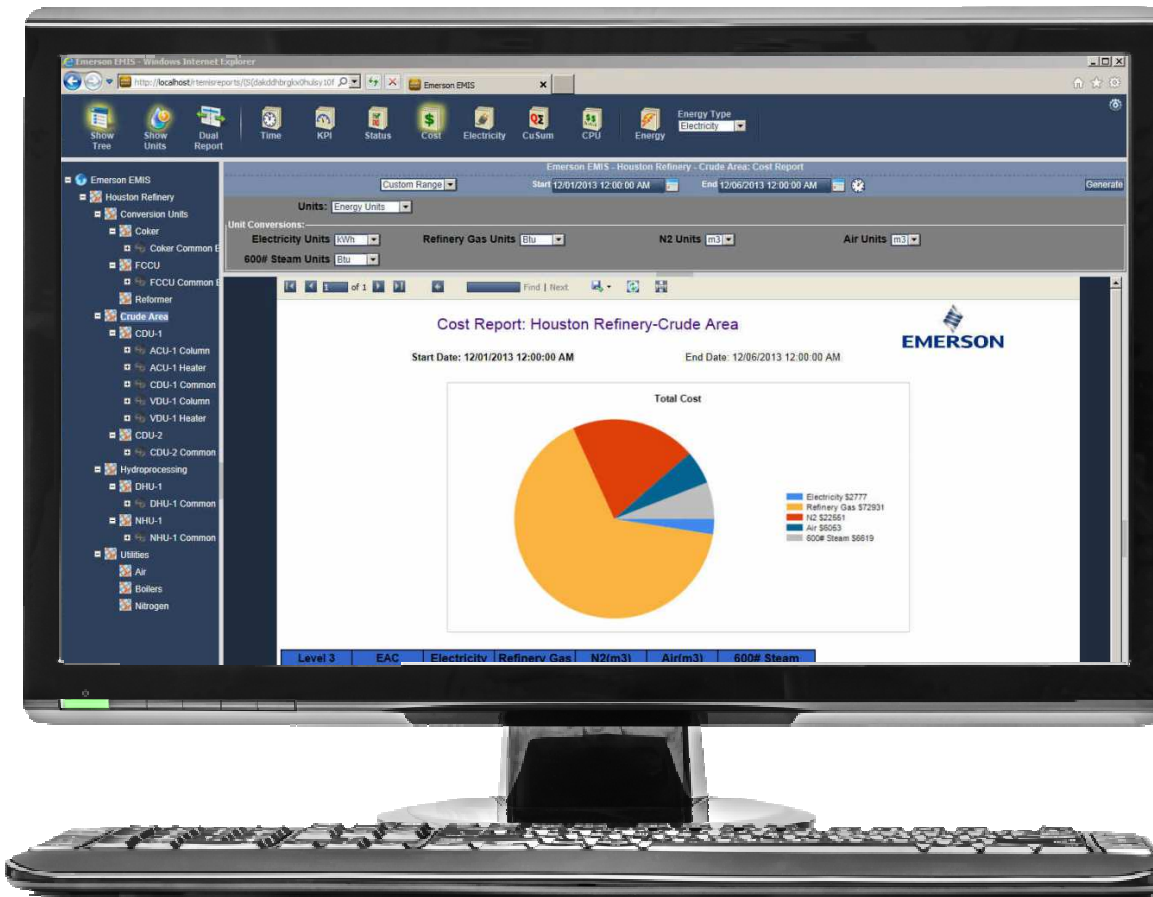 Emerson EMIS - Windows Internet Explorer
Emerson EMIS
x
Show Tree
Show Units
Dual Report
Time
KPI
Status
Cost
Electricity
CuSum
CPU
Energy
Energy Type
Electricity
Emerson EMIS - Houston Refinery - Crude Area: Cost Report
Custom Range
Start 12/01/2013 12:00:00 AM
End 12/06/2013 12:00:00 AM
Generate
Units: Energy Units
Unit Conversions:
Electricity Units kWh
Refinery Gas Units Btu
N2 Units m3
Air Units m3
600# Steam Units Btu
Emerson EMIS
Houston Refinery
Conversion Units
Coker
Coker Common E
FCCU
FCCU Common E
Reformer
Crude Area
CDU-1
ACU-1 Column
ACU-1 Heater
CDU-1 Common
VDU-1 Column
VDU-1 Heater
CDU-2
CDU-2 Common
Hydroprocessing
DHU-1
DHU-1 Common
NHU-1
NHU-1 Common
Utilities
Air
Boilers
Nitrogen
1 of 1
Find | Next
Cost Report: Houston Refinery-Crude Area
EMERSON
Start Date: 12/01/2013 12:00:00 AM
End Date: 12/06/2013 12:00:00 AM
Total Cost
Electricity $2777
Refinery Gas $72931
N2 $22561
Air $6053
600# Steam $6619
Level 3 EAC Electricity Refinery Gas N2(m3) Air(m3) 600# Steam